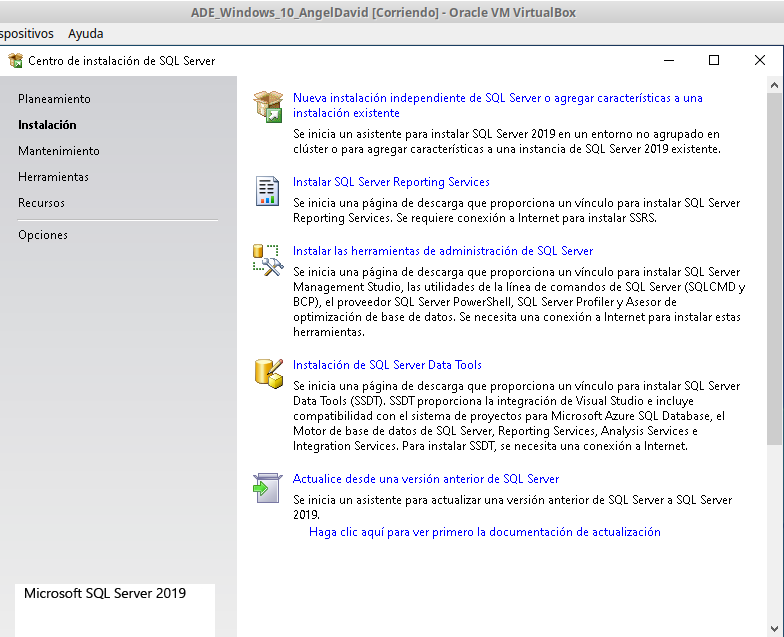 ADE_Windows_10_AngelDavid [Corriendo] - Oracle VM VirtualBox
spositivos Ayuda
Centro de instalación de SQL Server
Planeamiento
Instalación
Mantenimiento
Herramientas
Recursos
Opciones
Nueva instalación independiente de SQL Server o agregar características a una
instalación existente
Se inicia un asistente para instalar SQL Server 2019 en un entorno no agrupado en
clúster o para agregar características a una instancia de SQL Server 2019 existente.
Instalar SQL Server Reporting Services
Se inicia una página de descarga que proporciona un vínculo para instalar SQL Server
Reporting Services. Se requiere conexión a Internet para instalar SSRS.
Instalar las herramientas de administración de SQL Server
Se inicia una página de descarga que proporciona un vínculo para instalar SQL Server
Management Studio, las utilidades de la línea de comandos de SQL Server (SQLCMD y
BCP), el proveedor SQL Server PowerShell, SQL Server Profiler y Asesor de
optimización de base de datos. Se necesita una conexión a Internet para instalar estas
herramientas.
Instalación de SQL Server Data Tools
Se inicia una página de descarga que proporciona un vínculo para instalar SQL Server
Data Tools (SSDT). SSDT proporciona la integración de Visual Studio e incluye
compatibilidad con el sistema de proyectos para Microsoft Azure SQL Database, el
Motor de base de datos de SQL Server, Reporting Services, Analysis Services e
Integration Services. Para instalar SSDT, se necesita una conexión a Internet.
Actualice desde una versión anterior de SQL Server
Se inicia un asistente para actualizar una versión anterior de SQL Server a SQL Server
2019.
Haga clic aquí para ver primero la documentación de actualización
Microsoft SQL Server 2019